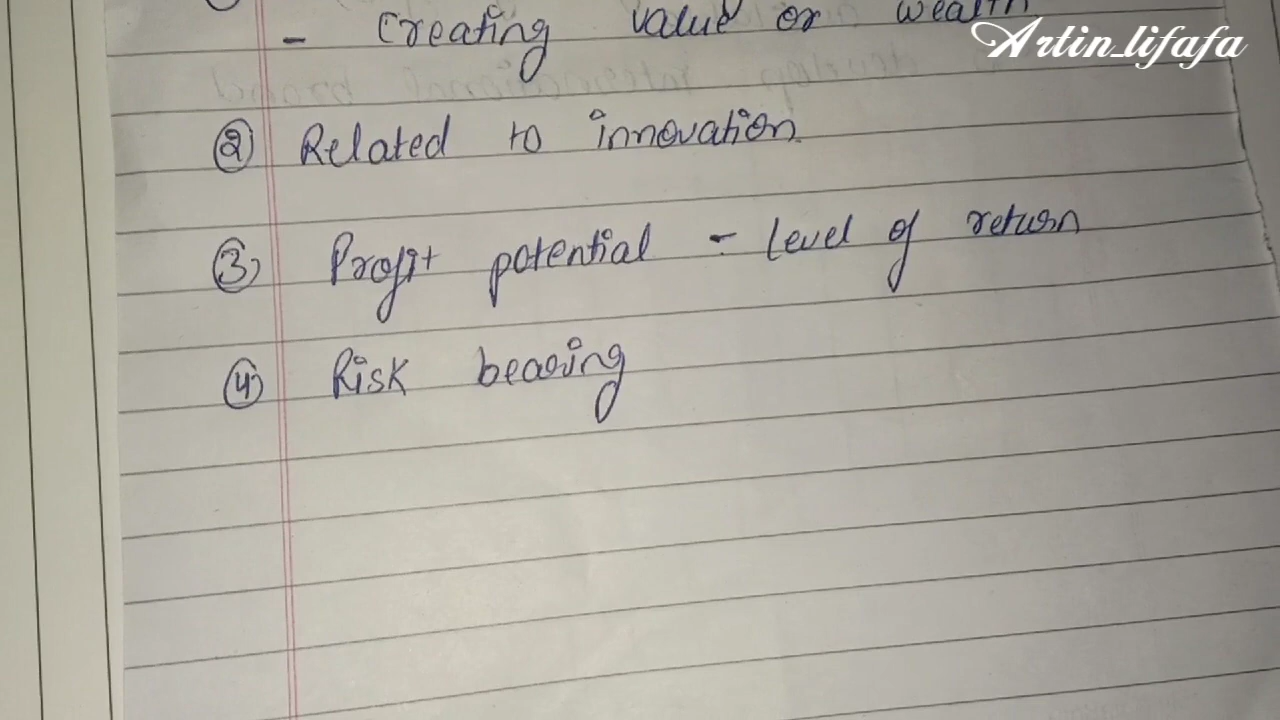 - Creating value or wealth
Artin_lifafa
② Related to innovation
③ Profit potential - level of return
④ Risk bearing